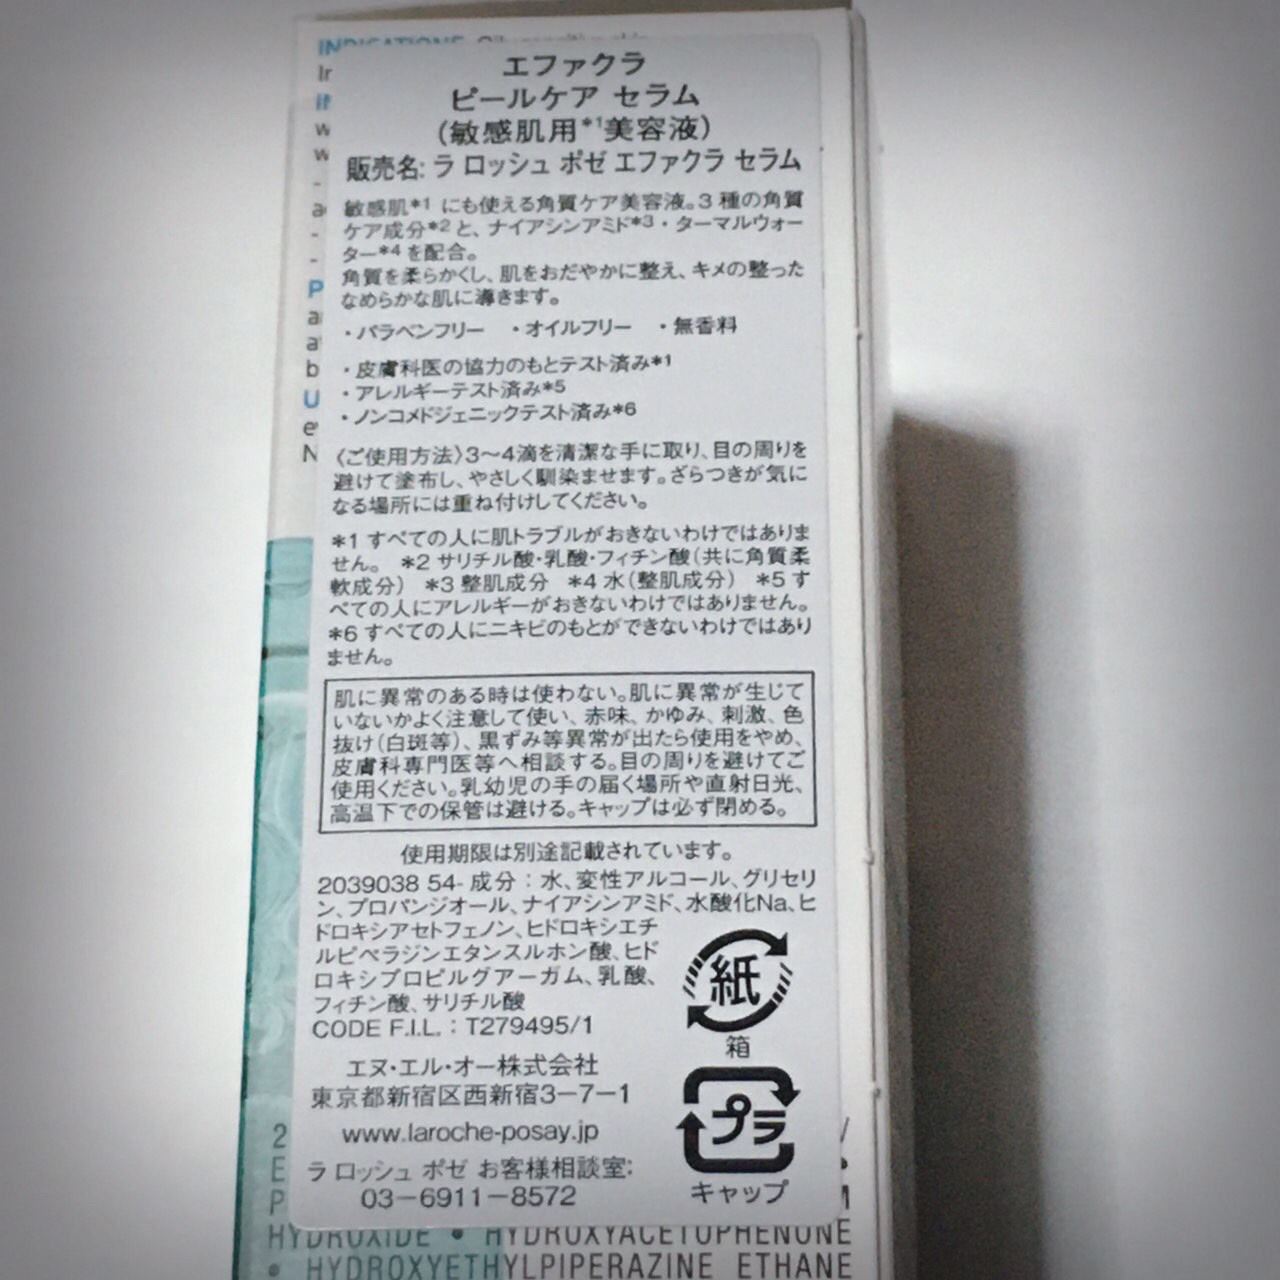 エファクラ
ピールケア セラム
(敏感肌用*1美容液)
販売名: ラ ロッシュ ポゼ エファクラ セラム
敏感肌*1 にも使える角質ケア美容液。3 種の角質
ケア成分*2 と、ナイアシンアミド*3・ターマルウォー
ター*4 を配合。
角質を柔らかくし、肌をおだやかに整え、キメの整った
なめらかな肌に導きます。
・パラベンフリー ・オイルフリー ・無香料
・皮膚科医の協力のもとテスト済み*1
・アレルギーテスト済み*5
・ノンコメドジェニックテスト済み*6
〈ご使用方法〉3〜4滴を清潔な手に取り、目の周りを
避けて塗布し、やさしく馴染ませます。ざらつきが気に
なる場所には重ね付けしてください。
*1 すべての人に肌トラブルがおきないわけではありま
せん。 *2 サリチル酸・乳酸・フィチン酸(共に角質柔
軟成分) *3 整肌成分 *4 水(整肌成分) *5 す
べての人にアレルギーがおきないわけではありません。
*6 すべての人にニキビのもとができないわけではあり
ません。
肌に異常のある時は使わない。肌に異常が生じて
いないかよく注意して使い、赤味、かゆみ、刺激、色
抜け(白斑等)、黒ずみ等異常が出たら使用をやめ、
皮膚科専門医等へ相談する。目の周りを避けてご
使用ください。乳幼児の手の届く場所や直射日光、
高温下での保管は避ける。キャップは必ず閉める。
使用期限は別途記載されています。
2039038 54- 成分：水、変性アルコール、グリセリ
ン、プロパンジオール、ナイアシンアミド、水酸化Na、ヒ
ドロキシアセトフェノン、ヒドロキシエチ
ルピペラジンエタンスルホン酸、ヒド
ロキシプロピルグアーガム、乳酸、
フィチン酸、サリチル酸
CODE F.I.L.：T279495/1
紙
箱
エヌ・エル・オー株式会社
東京都新宿区西新宿3－7－1
www.laroche-posay.jp
ラ ロッシュ ポゼ お客様相談室:
03－6911－8572
プラ
キャップ
HYDROXIDE • HYDROXYACETOPHENONE
• HYDROXYETHYLPIPERAZINE ETHANE